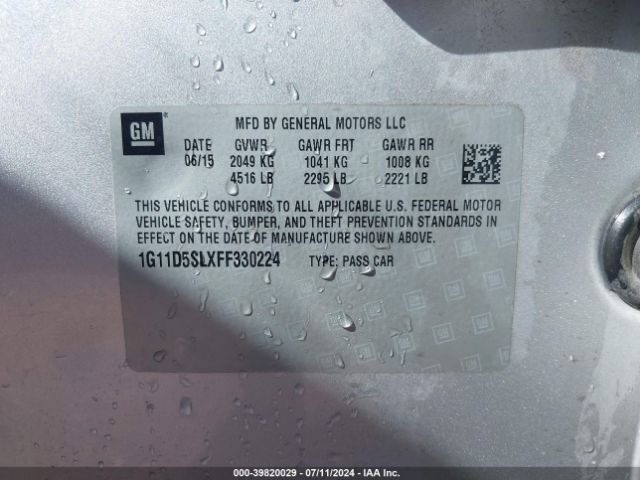 GM
MFD BY GENERAL MOTORS LLC
DATE GVWR GAWR FRT GAWR RR
06/15 2049 KG 1041 KG 1008 KG
4516 LB 2295 LB 2221 LB
THIS VEHICLE CONFORMS TO ALL APPLICABLE U.S. FEDERAL MOTOR
VEHICLE SAFETY, BUMPER, AND THEFT PREVENTION STANDARDS IN
EFFECT ON THE DATE OF MANUFACTURE SHOWN ABOVE.
1G11D5SLXFF330224 TYPE: PASS CAR
000-39820029 - 07/11/2024 - IAA Inc.